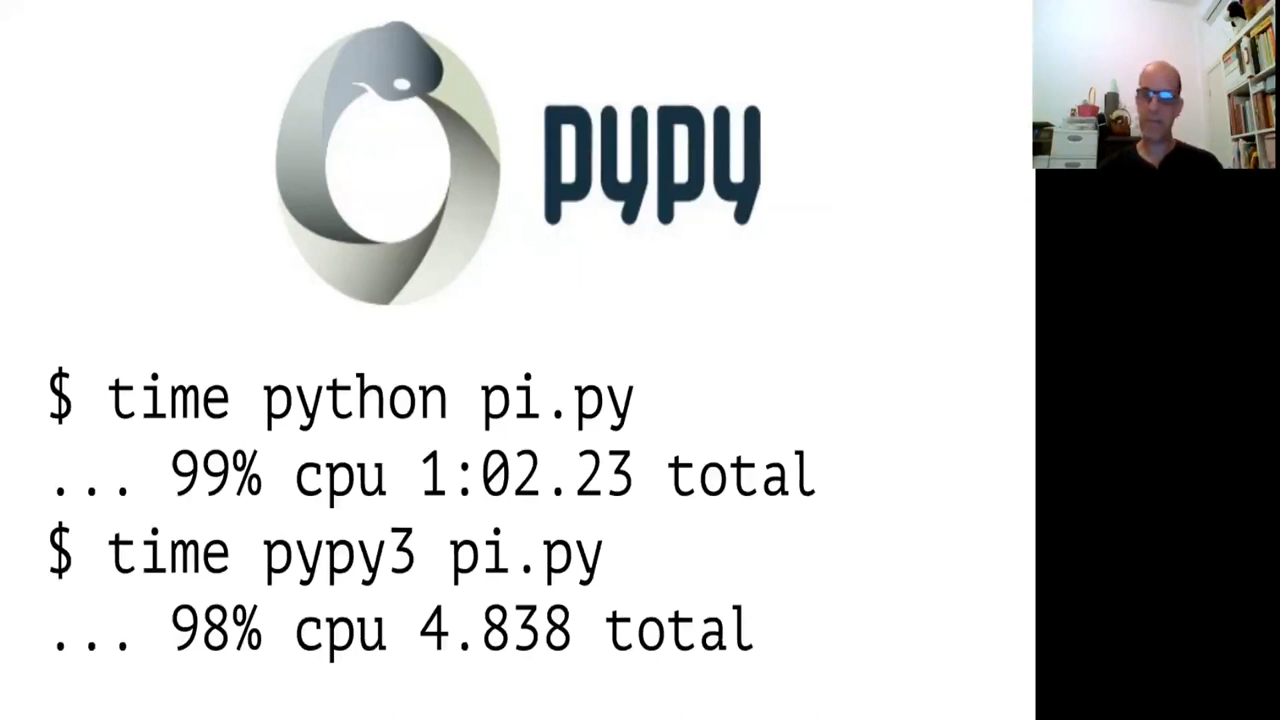 pypy
$ time python pi.py
... 99% cpu 1:02.23 total
$ time pypy3 pi.py
... 98% cpu 4.838 total